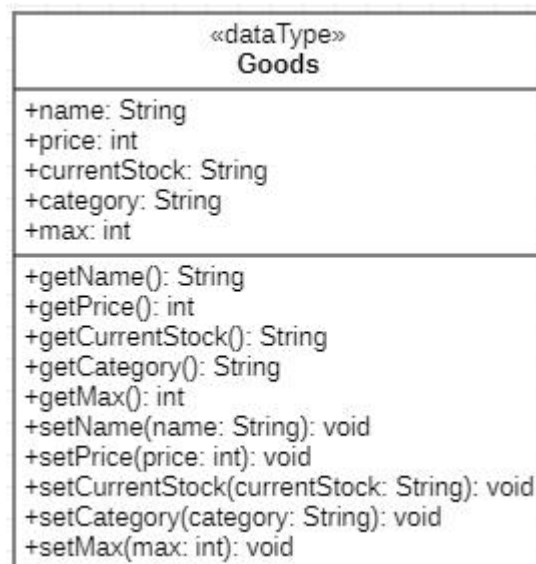 «dataType»
Goods
+name: String
+price: int
+currentStock: String
+category: String
+max: int
+getName(): String
+getPrice(): int
+getCurrentStock(): String
+getCategory(): String
+getMax(): int
+setName(name: String): void
+setPrice(price: int): void
+setCurrentStock(currentStock: String): void
+setCategory(category: String): void
+setMax(max: int): void